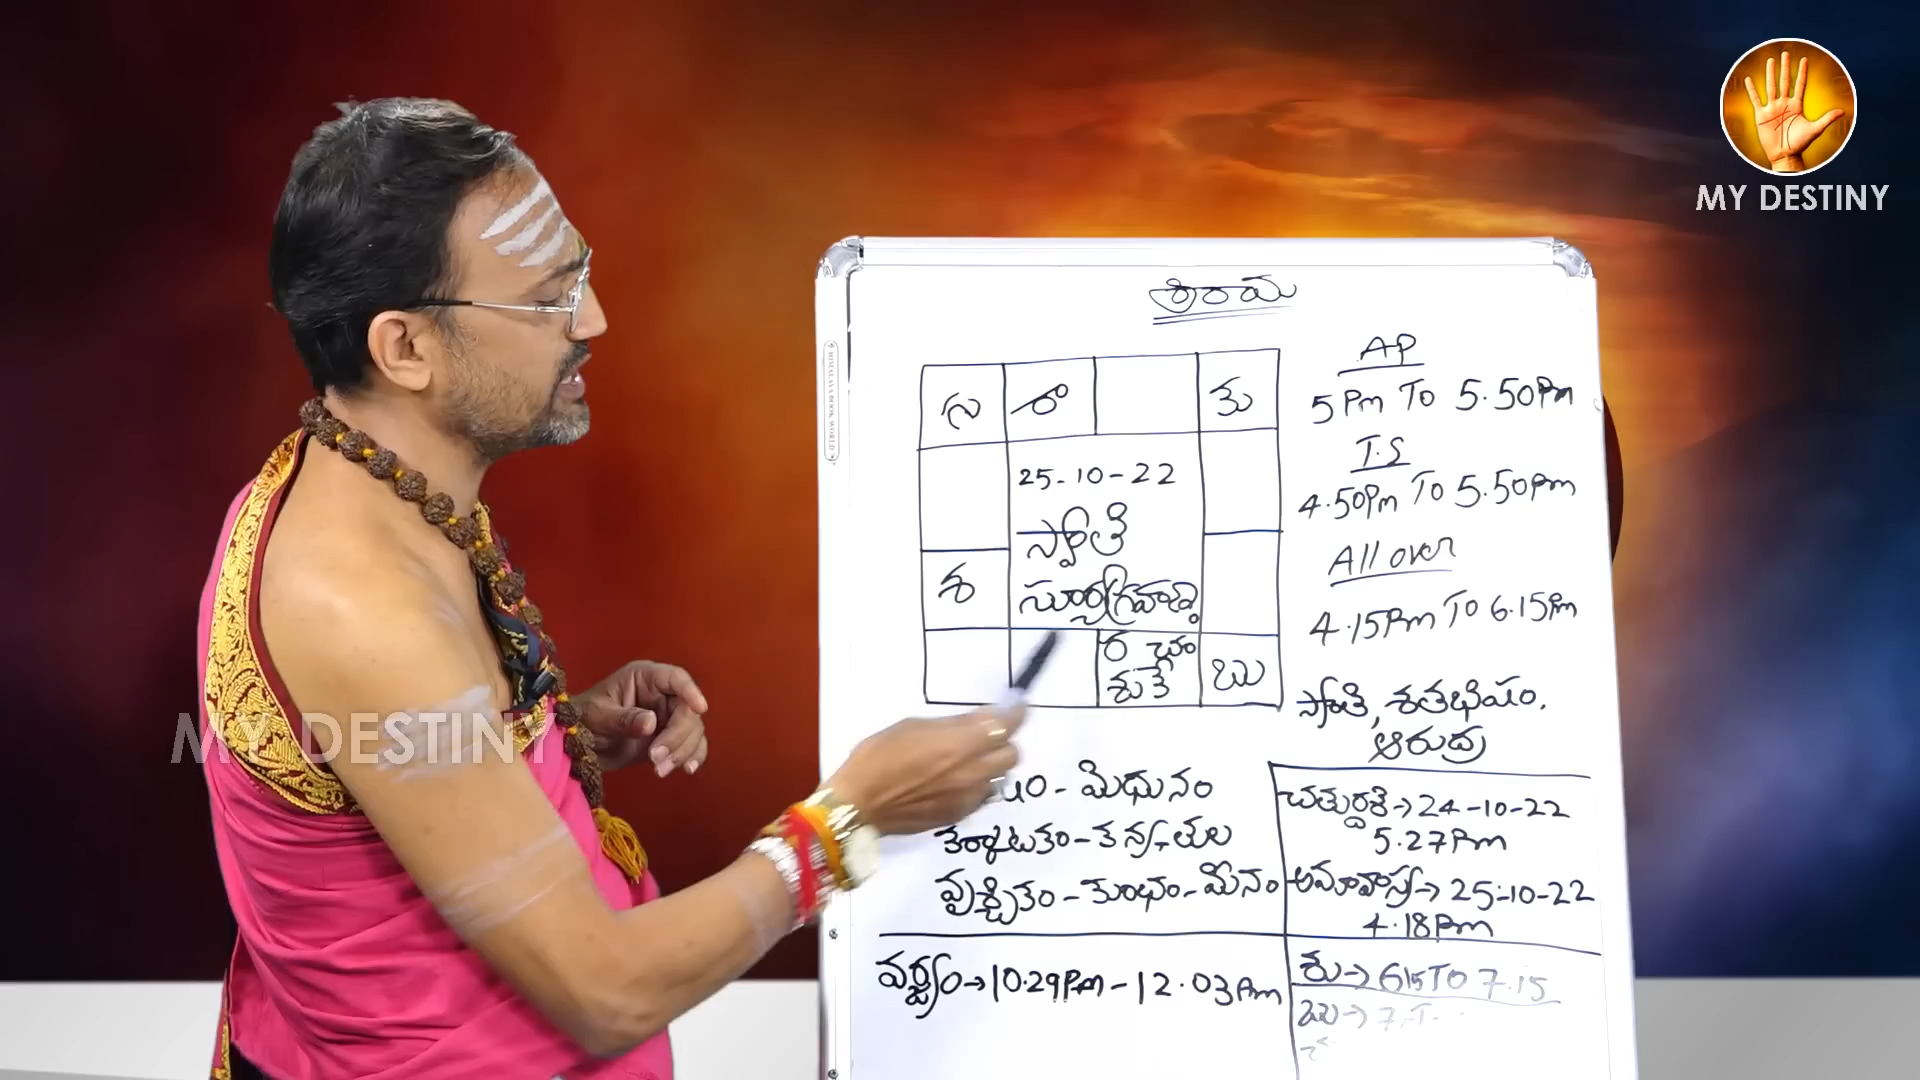 MY DESTINY
శ్రీరామ
రా
కు
25-10-22
స్వాతి
సూర్యగ్రహణ
శ
ర చం
శు కే
బు
AP
5 Pm To 5.50Pm
T.S
4.50Pm To 5.50Pm
All over
4.15Pm To 6.15Pm
స్వాతి, శతభిషం,
ఆరుద్ర
మిథునం
కర్కాటకం - కన్య - తుల
వృశ్చికం - కుంభం - మీనం
చతుర్దశి → 24-10-22
5.27Pm
అమావాస్య → 25-10-22
4.18Pm
వర్జ్యం → 10.29Pm - 12.03Am
శు → 6 15 To 7.15
బు → 7
MY DESTINY